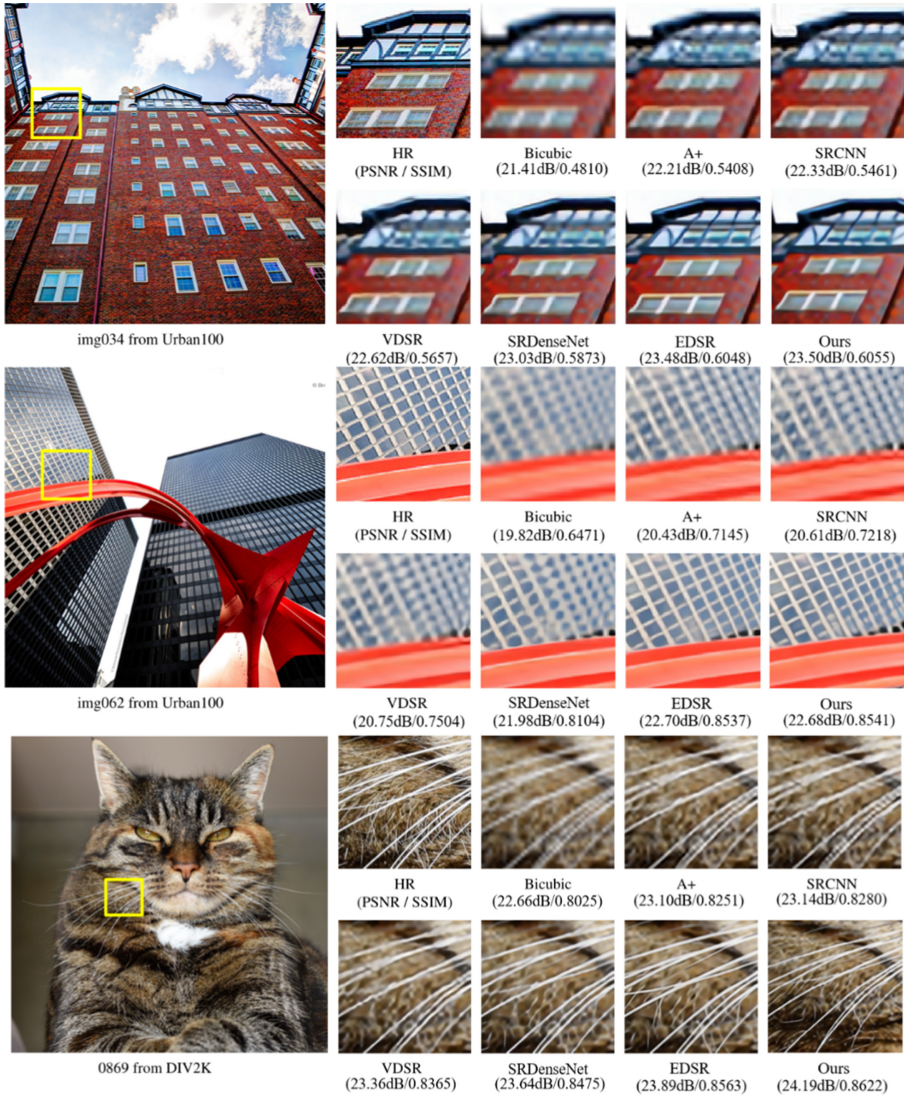 HR
(PSNR / SSIM)
Bicubic
(21.41dB/0.4810)
A+
(22.21dB/0.5408)
SRCNN
(22.33dB/0.5461)
VDSR
(22.62dB/0.5657)
SRDenseNet
(23.03dB/0.5873)
EDSR
(23.48dB/0.6048)
Ours
(23.50dB/0.6055)
img034 from Urban100
HR
(PSNR / SSIM)
Bicubic
(19.82dB/0.6471)
A+
(20.43dB/0.7145)
SRCNN
(20.61dB/0.7218)
VDSR
(20.75dB/0.7504)
SRDenseNet
(21.98dB/0.8104)
EDSR
(22.70dB/0.8537)
Ours
(22.68dB/0.8541)
img062 from Urban100
HR
(PSNR / SSIM)
Bicubic
(22.66dB/0.8025)
A+
(23.10dB/0.8251)
SRCNN
(23.14dB/0.8280)
VDSR
(23.36dB/0.8365)
SRDenseNet
(23.64dB/0.8475)
EDSR
(23.89dB/0.8563)
Ours
(24.19dB/0.8622)
0869 from DIV2K